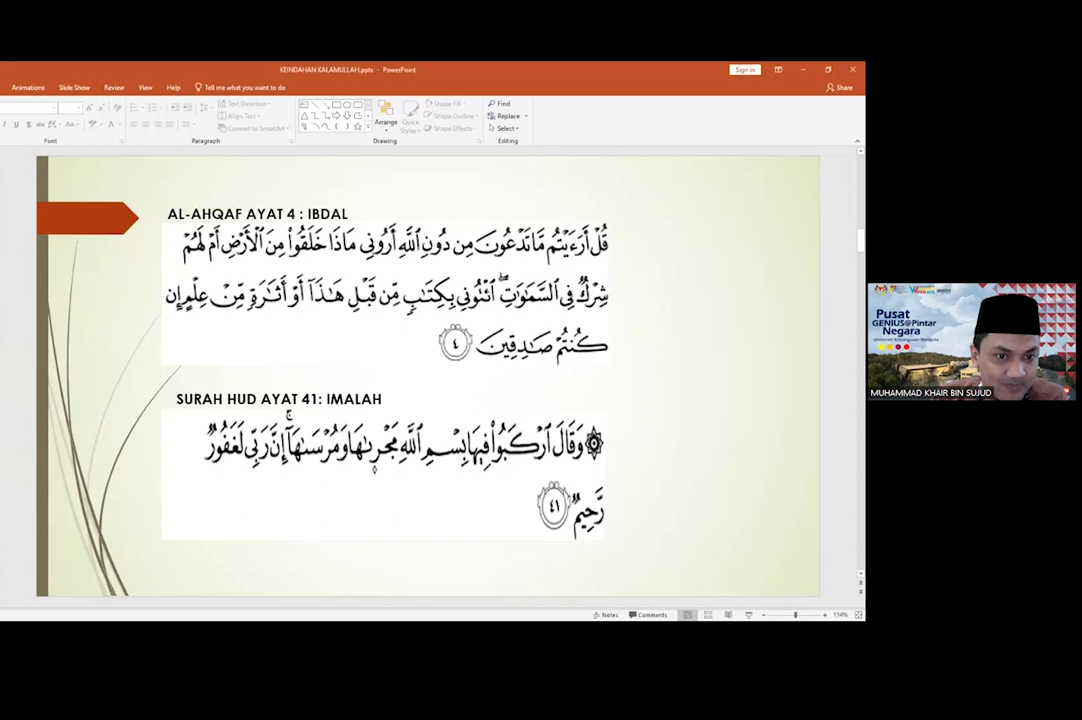 KEINDAHAN KALAMULLAH.pptx - PowerPoint
Sign in
Animations Slide Show Review View Help Tell me what you want to do
Share
Text Direction
Align Text
Convert to SmartArt
Arrange
Quick Styles
Shape Fill
Shape Outline
Shape Effects
Find
Replace
Select
Font Paragraph Drawing Editing
AL-AHQAF AYAT 4 : IBDAL
قُلْ أَرَءَيْتُم مَّا تَدْعُونَ مِن دُونِ ٱللَّهِ أَرُونِى مَاذَا خَلَقُوا۟ مِنَ ٱلْأَرْضِ أَمْ لَهُمْ
شِرْكٌ فِى ٱلسَّمَٰوَٰتِ ۖ ٱئْتُونِى بِكِتَٰبٍ مِّن قَبْلِ هَٰذَآ أَوْ أَثَٰرَةٍ مِّنْ عِلْمٍ إِن
كُنتُمْ صَٰدِقِينَ ٤
SURAH HUD AYAT 41: IMALAH
۞ وَقَالَ ٱرْكَبُوا۟ فِيهَا بِسْمِ ٱللَّهِ مَجْر۪ىٰهَا وَمُرْسَىٰهَآ ۚ إِنَّ رَبِّى لَغَفُورٌ
رَّحِيمٌ ٤١
Pusat
GENIUS@Pintar
Negara
Universiti Kebangsaan Malaysia
MUHAMMAD KHAIR BIN SUJUD
Notes Comments 114%